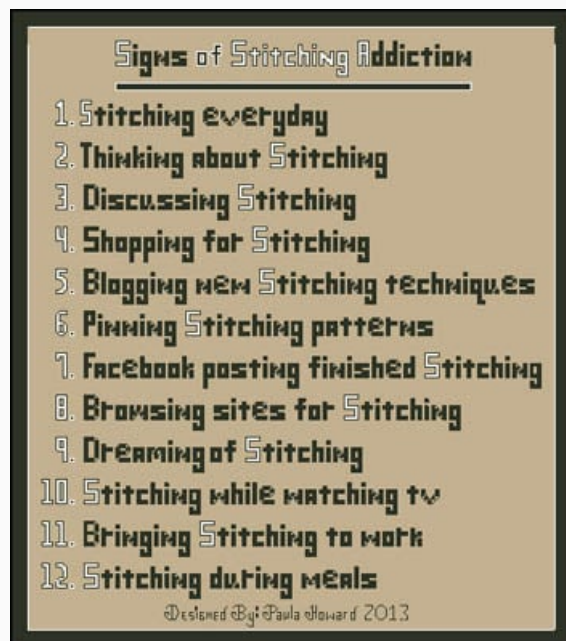 Signs of Stitching Addiction
1. Stitching everyday
2. Thinking about Stitching
3. Discussing Stitching
4. Shopping for Stitching
5. Blogging new Stitching techniques
6. Pinning Stitching patterns
7. Facebook posting finished Stitching
8. Browsing sites for Stitching
9. Dreaming of Stitching
10. Stitching while watching tv
11. Bringing Stitching to work
12. Stitching during meals
Designed By: Paula Howard 2013